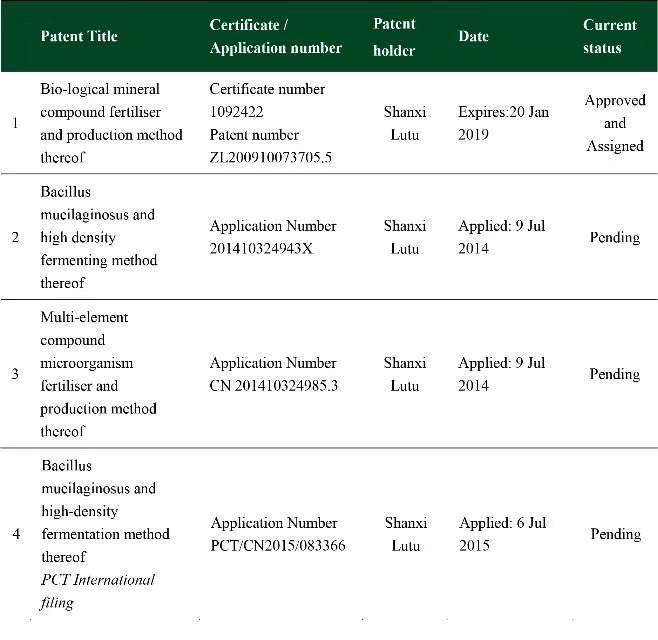 Patent Title
Certificate /
Application number
Patent
holder
Date
Current
status
1
Bio-logical mineral
compound fertiliser
and production method
thereof
Certificate number
1092422
Patent number
ZL200910073705.5
Shanxi
Lutu
Expires:20 Jan
2019
Approved
and
Assigned
2
Bacillus
mucilaginosus and
high density
fermenting method
thereof
Application Number
201410324943X
Shanxi
Lutu
Applied: 9 Jul
2014
Pending
3
Multi-element
compound
microorganism
fertiliser and
production method
thereof
Application Number
CN 201410324985.3
Shanxi
Lutu
Applied: 9 Jul
2014
Pending
4
Bacillus
mucilaginosus and
high-density
fermentation method
thereof
PCT International
filing
Application Number
PCT/CN2015/083366
Shanxi
Lutu
Applied: 6 Jul
2015
Pending